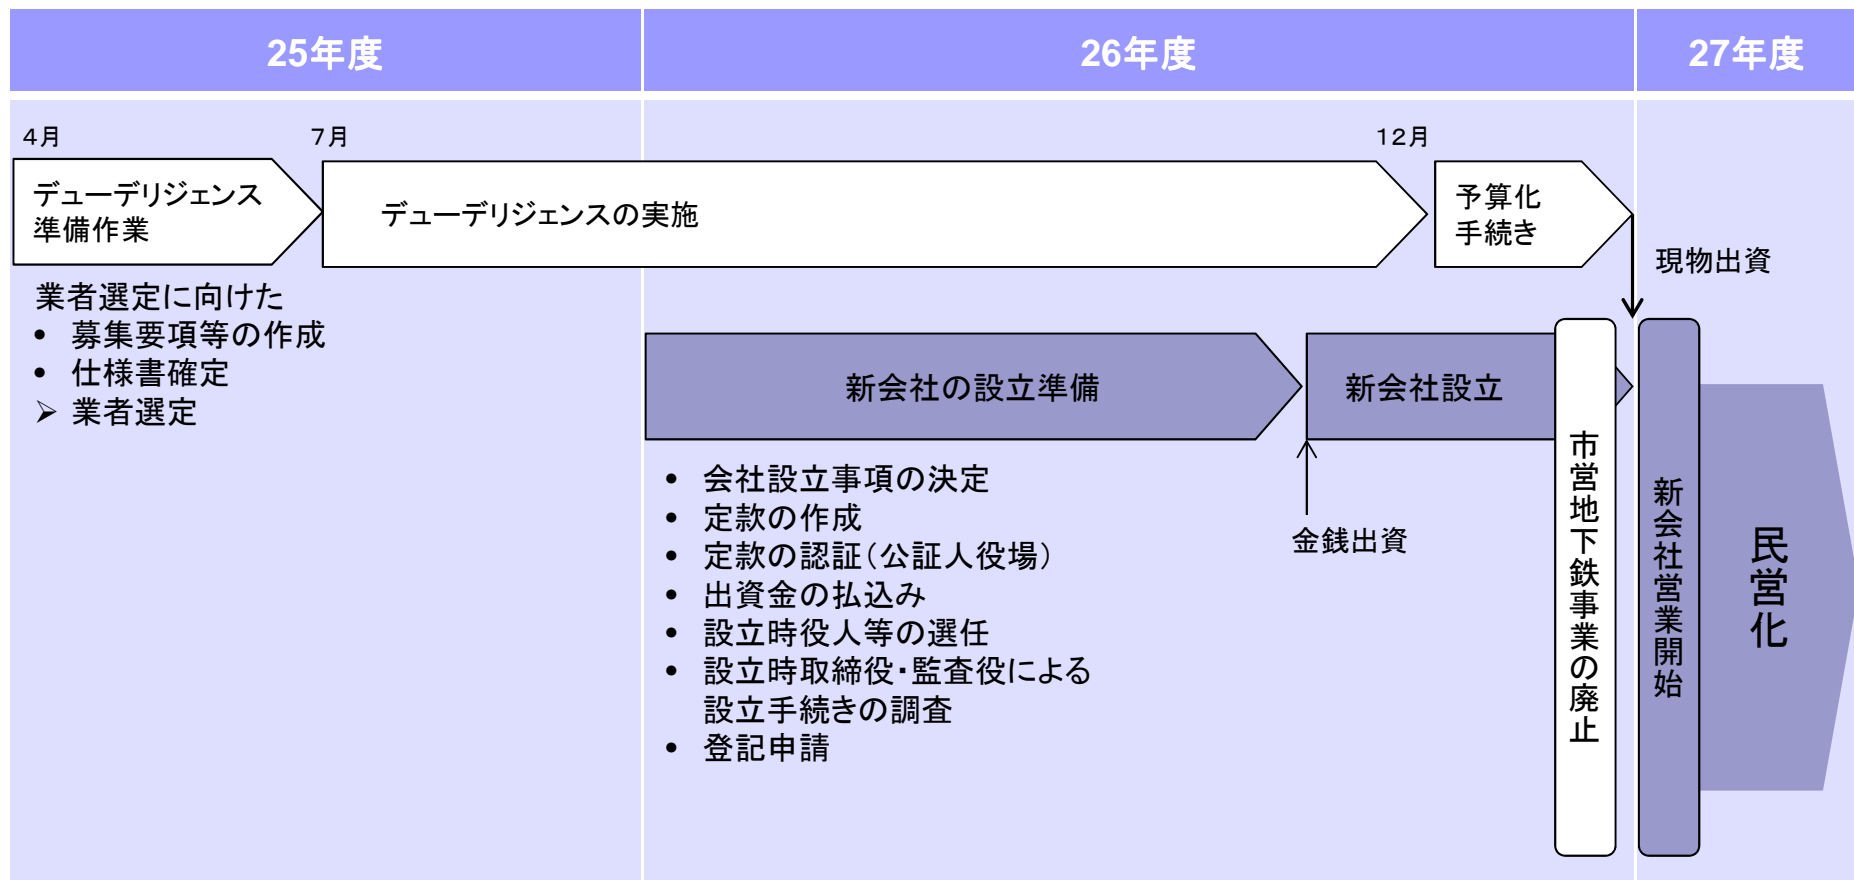 25年度
26年度
27年度
4月
7月
12月
デューデリジェンス
準備作業
デューデリジェンスの実施
予算化
手続き
現物出資
業者選定に向けた
• 募集要項等の作成
• 仕様書確定
➢ 業者選定
新会社の設立準備
新会社設立
• 会社設立事項の決定
• 定款の作成
• 定款の認証（公証人役場）
• 出資金の払込み
• 設立時役人等の選任
• 設立時取締役・監査役による
設立手続きの調査
• 登記申請
金銭出資
市営地下鉄事業の廃止
新会社営業開始
民営化